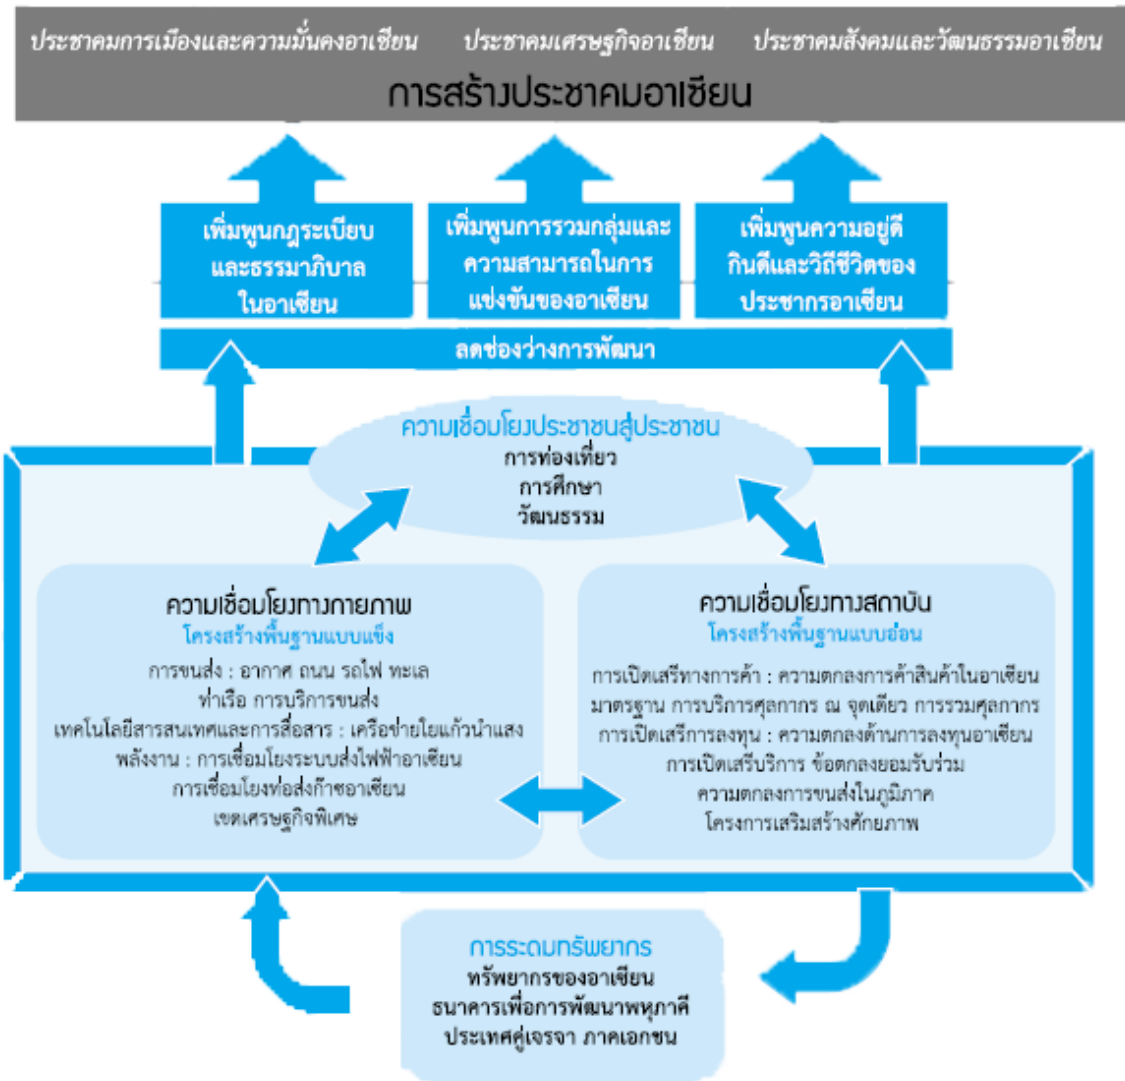 ประชาคมการเมืองและความมั่นคงอาเซียน ประชาคมเศรษฐกิจอาเซียน ประชาคมสังคมและวัฒนธรรมอาเซียน
การสร้างประชาคมอาเซียน
เพิ่มพูนกฎระเบียบ
และธรรมาภิบาล
ในอาเซียน
เพิ่มพูนการรวมกลุ่มและ
ความสามารถในการ
แข่งขันของอาเซียน
เพิ่มพูนความอยู่ดี
กินดีและวิถีชีวิตของ
ประชากรอาเซียน
ลดช่องว่างการพัฒนา
ความเชื่อมโยงประชาชนสู่ประชาชน
การท่องเที่ยว
การศึกษา
วัฒนธรรม
ความเชื่อมโยงทางกายภาพ
โครงสร้างพื้นฐานแบบแข็ง
การขนส่ง : อากาศ ถนน รถไฟ ทะเล
ท่าเรือ การบริการขนส่ง
เทคโนโลยีสารสนเทศและการสื่อสาร : เครือข่ายใยแก้วนำแสง
พลังงาน : การเชื่อมโยงระบบส่งไฟฟ้าอาเซียน
การเชื่อมโยงท่อส่งก๊าซอาเซียน
เขตเศรษฐกิจพิเศษ
ความเชื่อมโยงทางสถาบัน
โครงสร้างพื้นฐานแบบอ่อน
การเปิดเสรีทางการค้า : ความตกลงการค้าสินค้าในอาเซียน
มาตรฐาน การบริการศุลกากร ณ จุดเดียว การรวมศุลกากร
การเปิดเสรีการลงทุน : ความตกลงด้านการลงทุนอาเซียน
การเปิดเสรีบริการ ข้อตกลงยอมรับร่วม
ความตกลงการขนส่งในภูมิภาค
โครงการเสริมสร้างศักยภาพ
การระดมทรัพยากร
ทรัพยากรของอาเซียน
ธนาคารเพื่อการพัฒนาพหุภาคี
ประเทศคู่เจรจา ภาคเอกชน